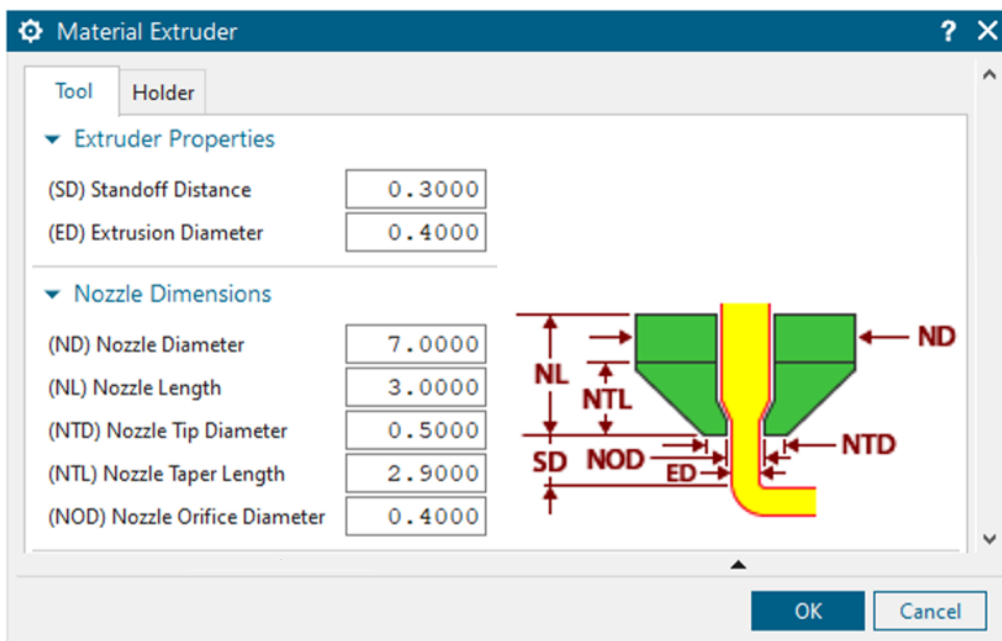 Material Extruder ? ✕
Tool Holder
Extruder Properties
(SD) Standoff Distance 0.3000
(ED) Extrusion Diameter 0.4000
Nozzle Dimensions
(ND) Nozzle Diameter 7.0000
(NL) Nozzle Length 3.0000
(NTD) Nozzle Tip Diameter 0.5000
(NTL) Nozzle Taper Length 2.9000
(NOD) Nozzle Orifice Diameter 0.4000
ND
NL
NTL
NTD
SD NOD
ED
OK Cancel